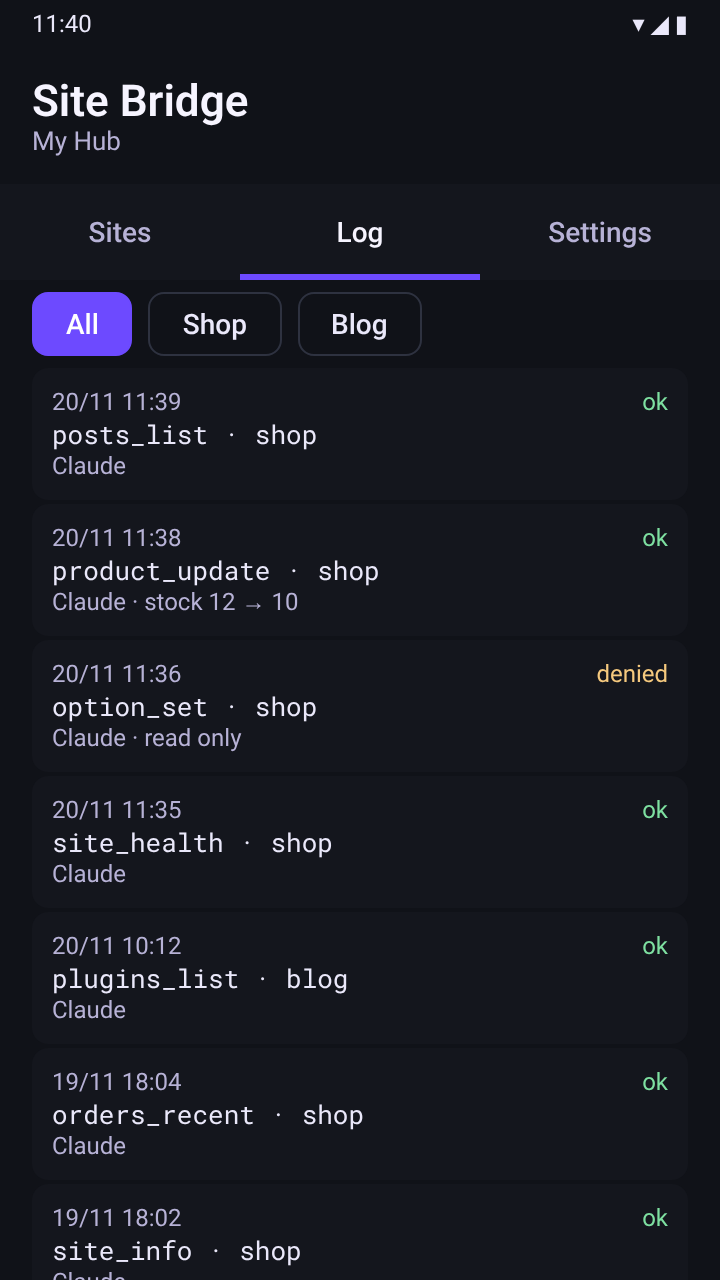 11:40
Site Bridge
My Hub
Sites Log Settings
All Shop Blog
20/11 11:39 ok
posts_list · shop
Claude
20/11 11:38 ok
product_update · shop
Claude · stock 12 → 10
20/11 11:36 denied
option_set · shop
Claude · read only
20/11 11:35 ok
site_health · shop
Claude
20/11 10:12 ok
plugins_list · blog
Claude
19/11 18:04 ok
orders_recent · shop
Claude
19/11 18:02 ok
site_info · shop
Claude